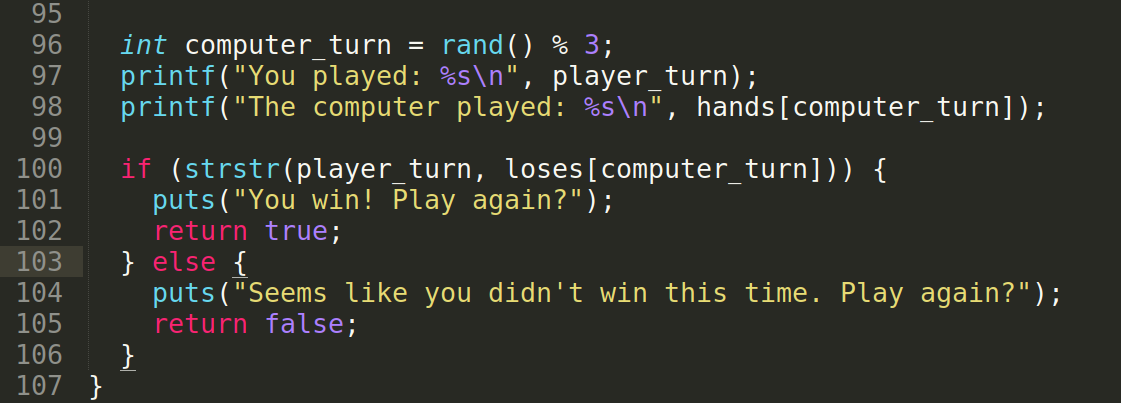 95
96 int computer_turn = rand() % 3;
97 printf("You played: %s\n", player_turn);
98 printf("The computer played: %s\n", hands[computer_turn]);
99
100 if (strstr(player_turn, loses[computer_turn])) {
101 puts("You win! Play again?");
102 return true;
103 } else {
104 puts("Seems like you didn't win this time. Play again?");
105 return false;
106 }
107 }